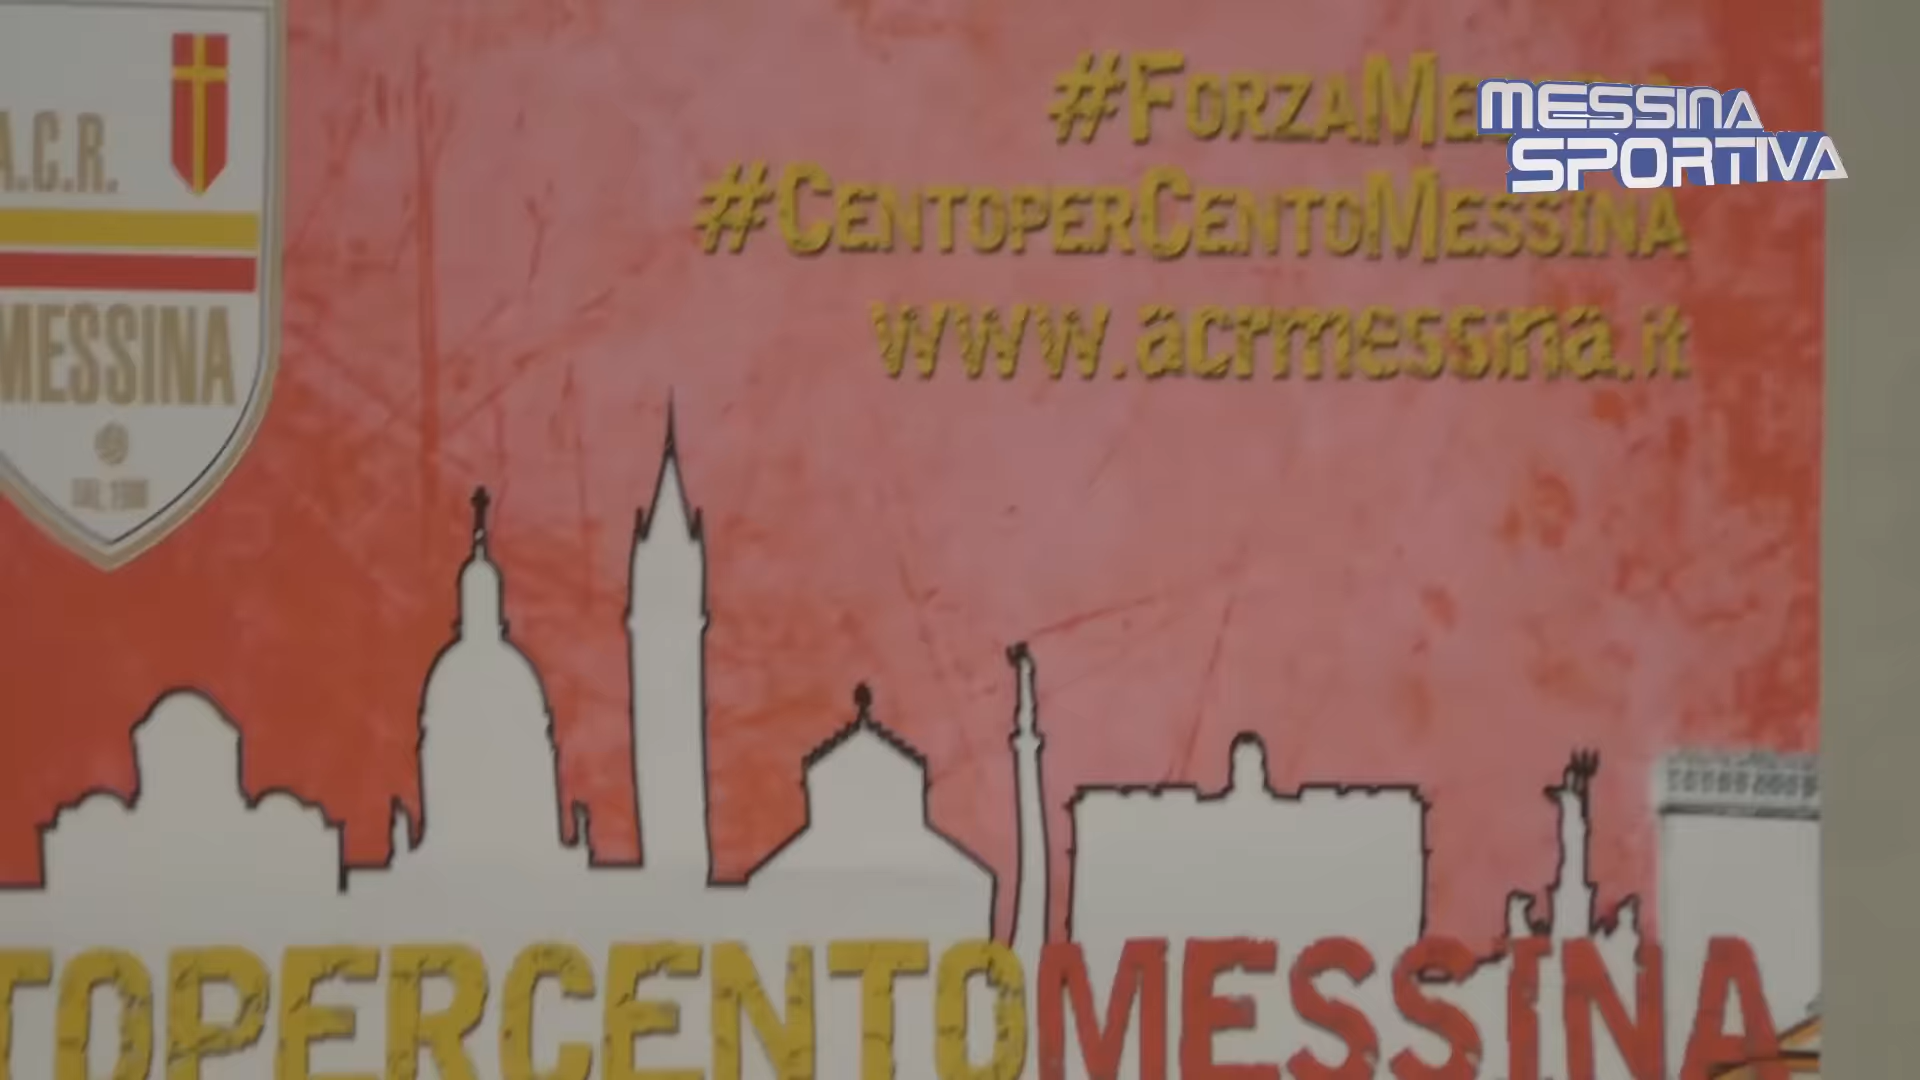 A.C.R.
MESSINA
#FORZAME
MESSINA
SPORTIVA
#CENTOPERCENTOMESSINA
www.acrmessina.it
TOPERCENTOMESSINA